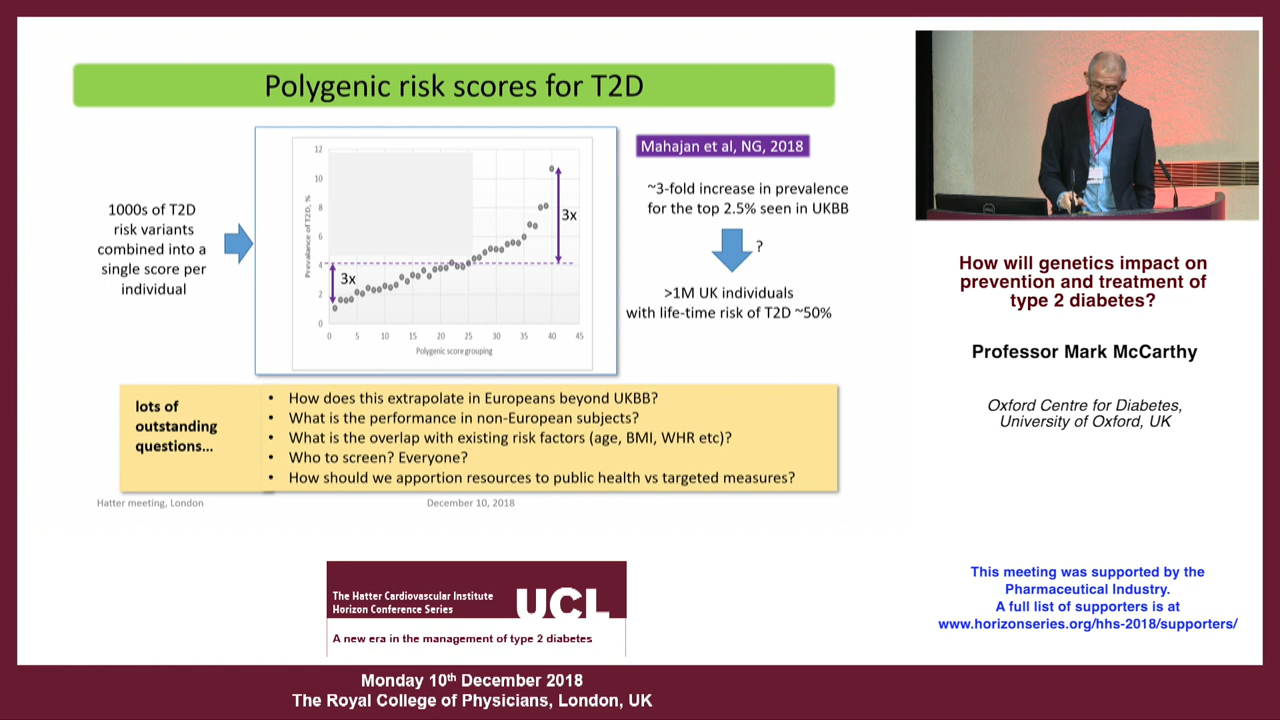 Polygenic risk scores for T2D
1000s of T2D
risk variants
combined into a
single score per
individual
Prevalance of T2D, %
12
10
8
6
4
2
0
3x
3x
0 5 10 15 20 25 30 35 40 45
Polygenic score grouping
Mahajan et al, NG, 2018
~3-fold increase in prevalence
for the top 2.5% seen in UKBB
?
>1M UK individuals
with life-time risk of T2D ~50%
lots of
outstanding
questions...
• How does this extrapolate in Europeans beyond UKBB?
• What is the performance in non-European subjects?
• What is the overlap with existing risk factors (age, BMI, WHR etc)?
• Who to screen? Everyone?
• How should we apportion resources to public health vs targeted measures?
Hatter meeting, London
December 10, 2018
How will genetics impact on
prevention and treatment of
type 2 diabetes?
Professor Mark McCarthy
Oxford Centre for Diabetes,
University of Oxford, UK
This meeting was supported by the
Pharmaceutical Industry.
A full list of supporters is at
www.horizonseries.org/hhs-2018/supporters/
The Hatter Cardiovascular Institute
Horizon Conference Series
UCL
A new era in the management of type 2 diabetes
Monday 10th December 2018
The Royal College of Physicians, London, UK